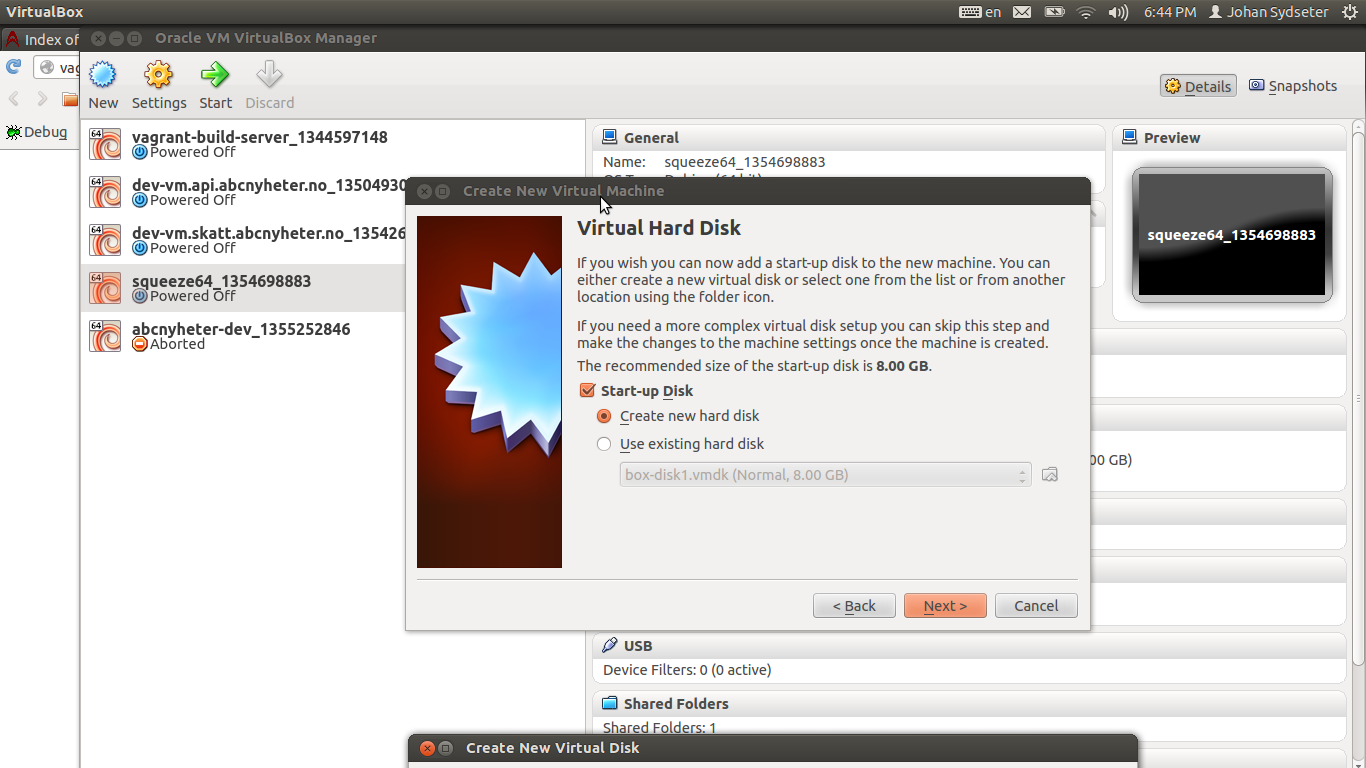 VirtualBox
en
6:44 PM
Johan Sydseter
Index of
Oracle VM VirtualBox Manager
vag
New
Settings
Start
Discard
Details
Snapshots
Debug
64
vagrant-build-server_1344597148
Powered Off
64
dev-vm.api.abcnyheter.no_13504930
Powered Off
64
dev-vm.skatt.abcnyheter.no_135426
Powered Off
64
squeeze64_1354698883
Powered Off
64
abcnyheter-dev_1355252846
Aborted
General
Name: squeeze64_1354698883
Preview
squeeze64_1354698883
Create New Virtual Machine
Virtual Hard Disk
If you wish you can now add a start-up disk to the new machine. You can
either create a new virtual disk or select one from the list or from another
location using the folder icon.
If you need a more complex virtual disk setup you can skip this step and
make the changes to the machine settings once the machine is created.
The recommended size of the start-up disk is 8.00 GB.
Start-up Disk
Create new hard disk
Use existing hard disk
box-disk1.vmdk (Normal, 8.00 GB)
00 GB)
< Back
Next >
Cancel
USB
Device Filters: 0 (0 active)
Shared Folders
Shared Folders: 1
Create New Virtual Disk